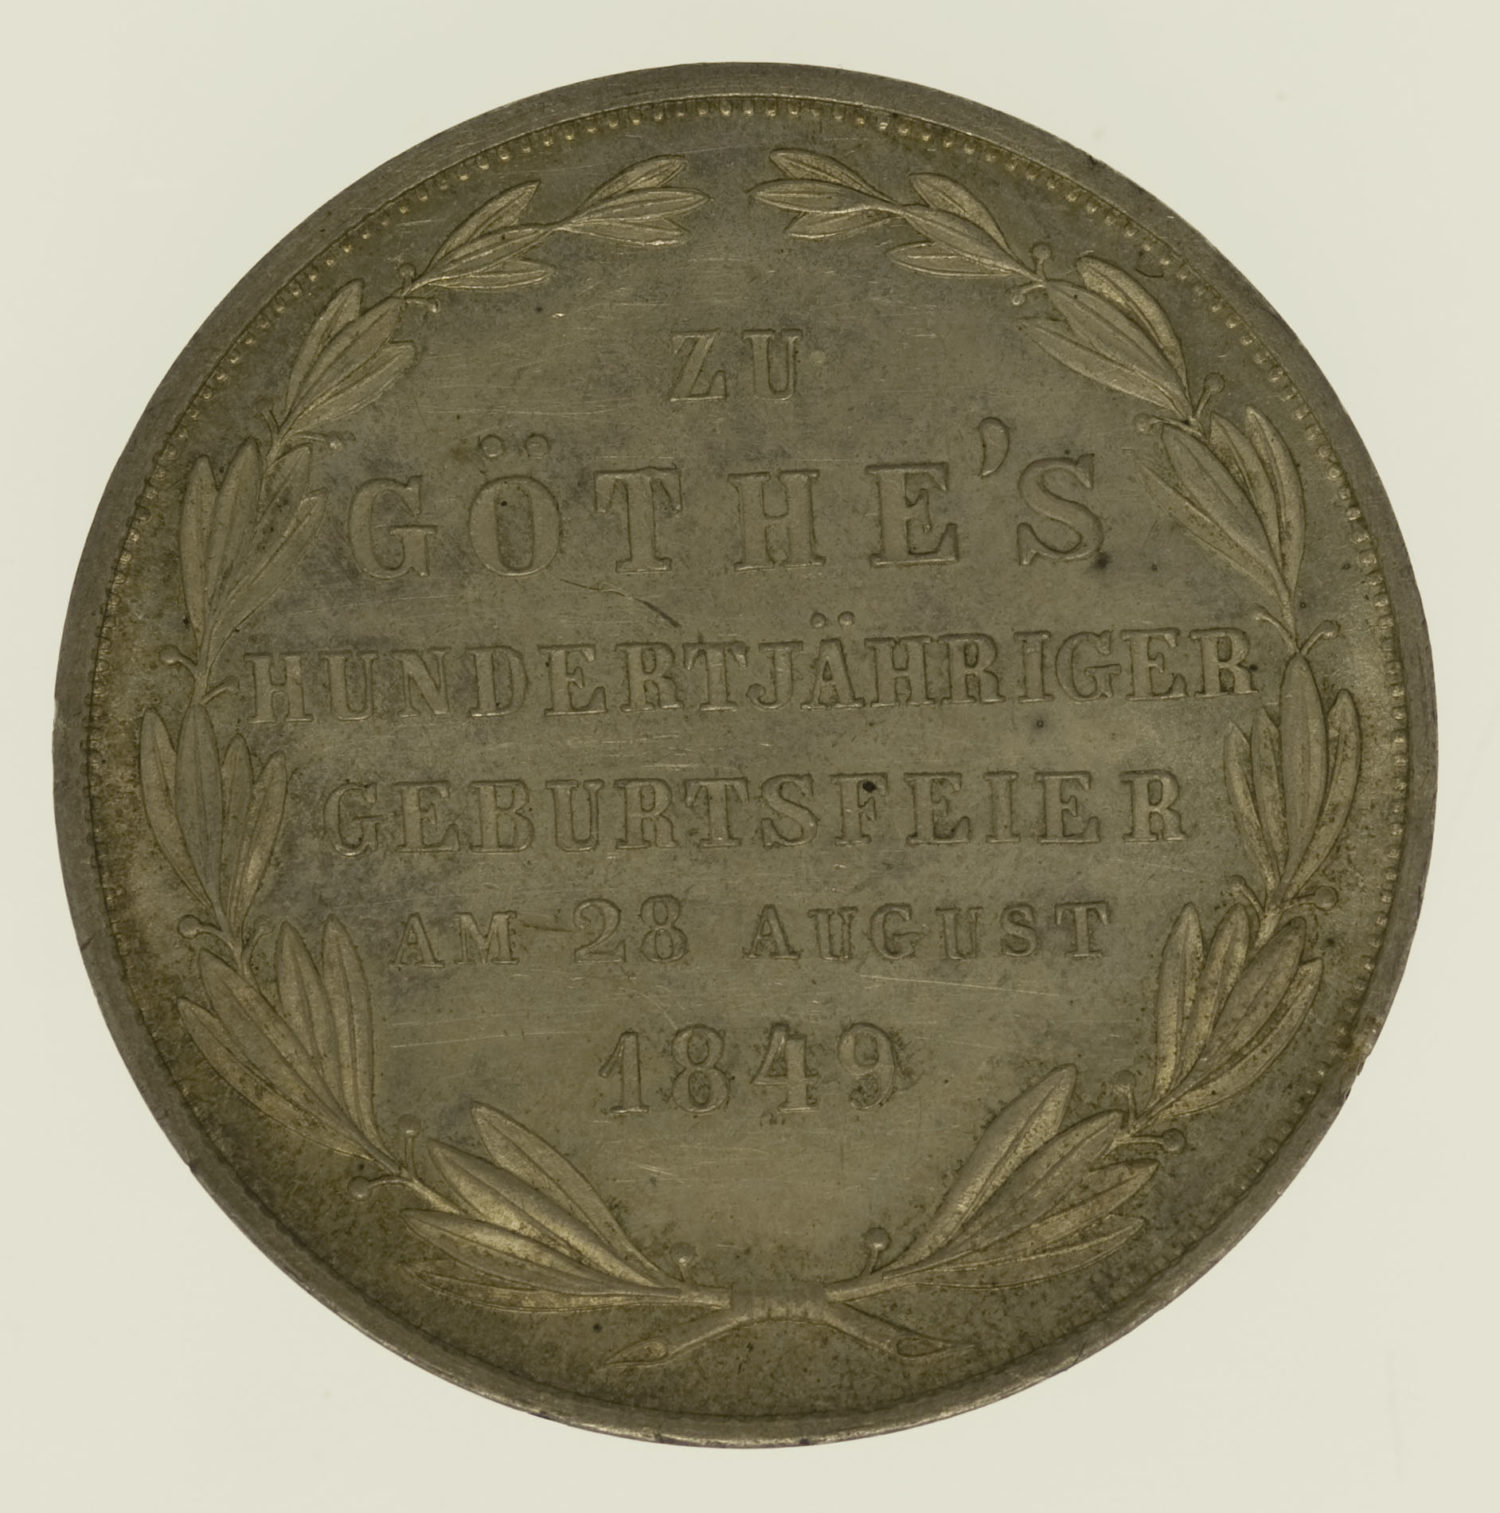 ZU
GÖTHE'S
HUNDERTJÄHRIGER
GEBURTSFEIER
AM 28 AUGUST
1849